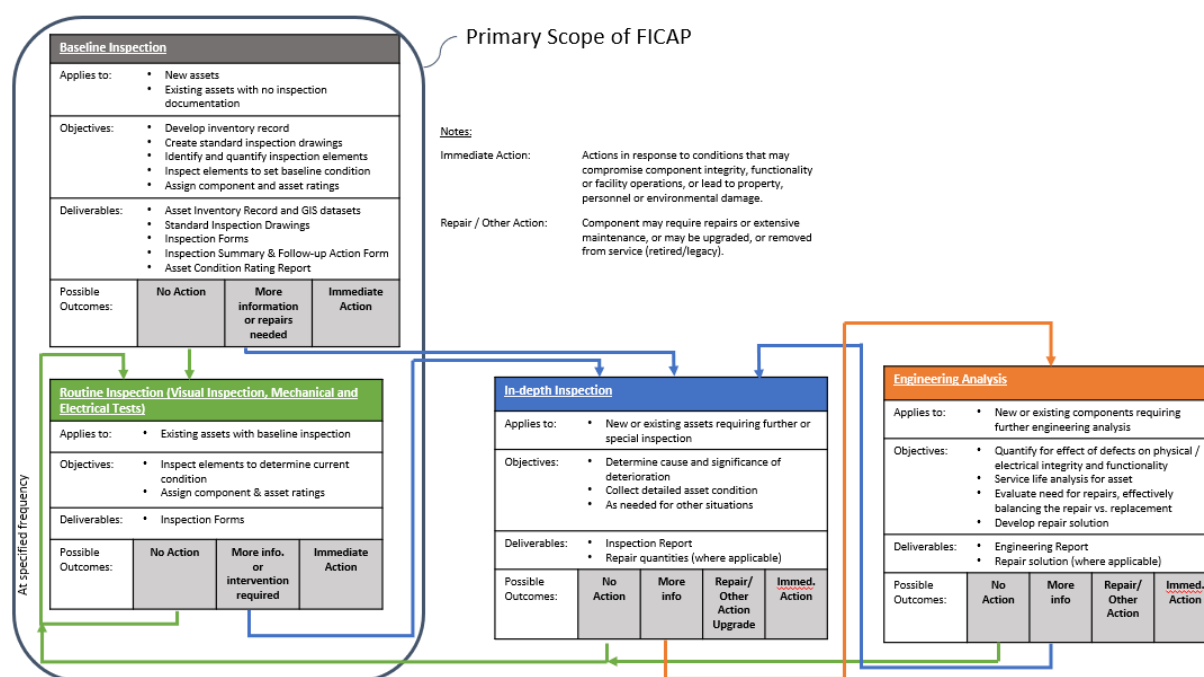 Primary Scope of FICAP
Baseline Inspection
Applies to:
• New assets
• Existing assets with no inspection
documentation
Objectives:
• Develop inventory record
• Create standard inspection drawings
• Identify and quantify inspection elements
• Inspect elements to set baseline condition
• Assign component and asset ratings
Deliverables:
• Asset Inventory Record and GIS datasets
• Standard Inspection Drawings
• Inspection Forms
• Inspection Summary & Follow-up Action Form
• Asset Condition Rating Report
Possible
Outcomes:
No Action
More
information
or repairs
needed
Immediate
Action
Notes:
Immediate Action:
Actions in response to conditions that may
compromise component integrity, functionality
or facility operations, or lead to property,
personnel or environmental damage.
Repair / Other Action:
Component may require repairs or extensive
maintenance, or may be upgraded, or removed
from service (retired/legacy).
At specified frequency
Routine Inspection (Visual Inspection, Mechanical and
Electrical Tests)
Applies to:
• Existing assets with baseline inspection
Objectives:
• Inspect elements to determine current
condition
• Assign component & asset ratings
Deliverables:
• Inspection Forms
Possible
Outcomes:
No Action
More info.
or
intervention
required
Immediate
Action
In-depth Inspection
Applies to:
• New or existing assets requiring further or
special inspection
Objectives:
• Determine cause and significance of
deterioration
• Collect detailed asset condition
• As needed for other situations
Deliverables:
• Inspection Report
• Repair quantities (where applicable)
Possible
Outcomes:
No
Action
More
info
Repair/
Other
Action
Upgrade
Immed.
Action
Engineering Analysis
Applies to:
• New or existing components requiring
further engineering analysis
Objectives:
• Quantify for effect of defects on physical /
electrical integrity and functionality
• Service life analysis for asset
• Evaluate need for repairs, effectively
balancing the repair vs. replacement
• Develop repair solution
Deliverables:
• Engineering Report
• Repair solution (where applicable)
Possible
Outcomes:
No
Action
More
info
Repair/
Other
Action
Immed.
Action